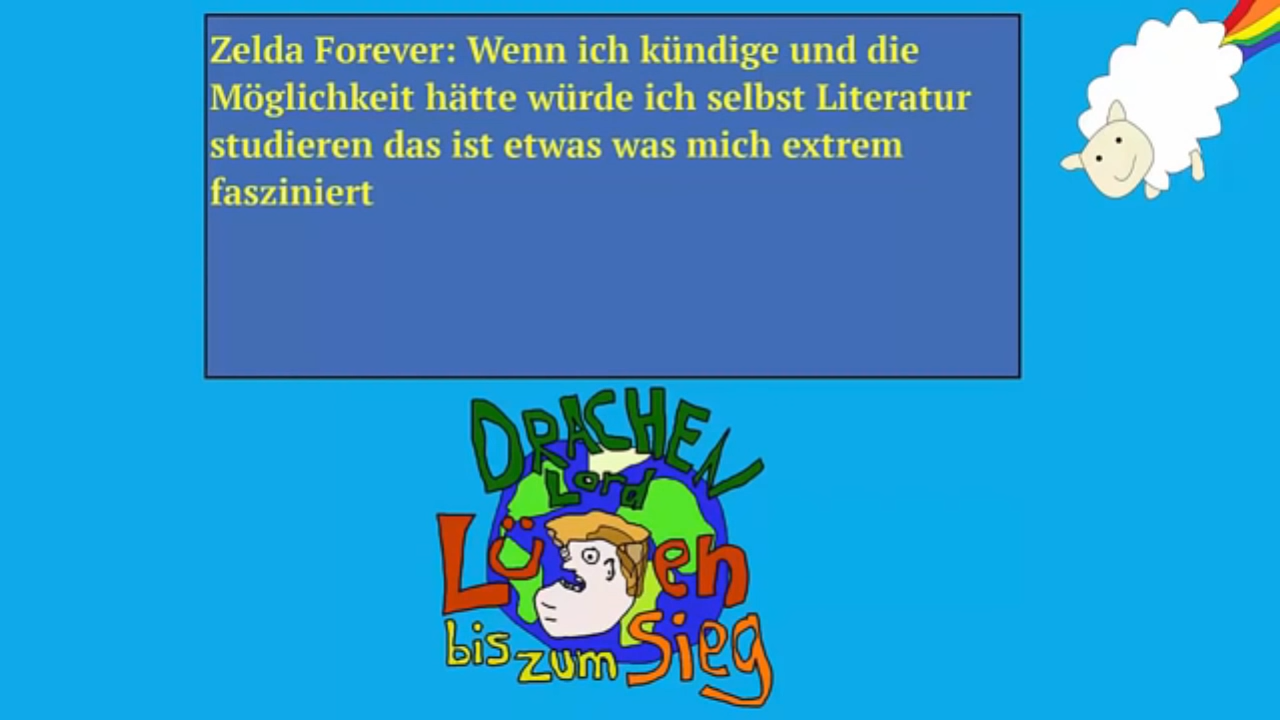 Zelda Forever: Wenn ich kündige und die
Möglichkeit hätte würde ich selbst Literatur
studieren das ist etwas was mich extrem
fasziniert
DRACHEN
Lord
Lü en
bis zum Sieg